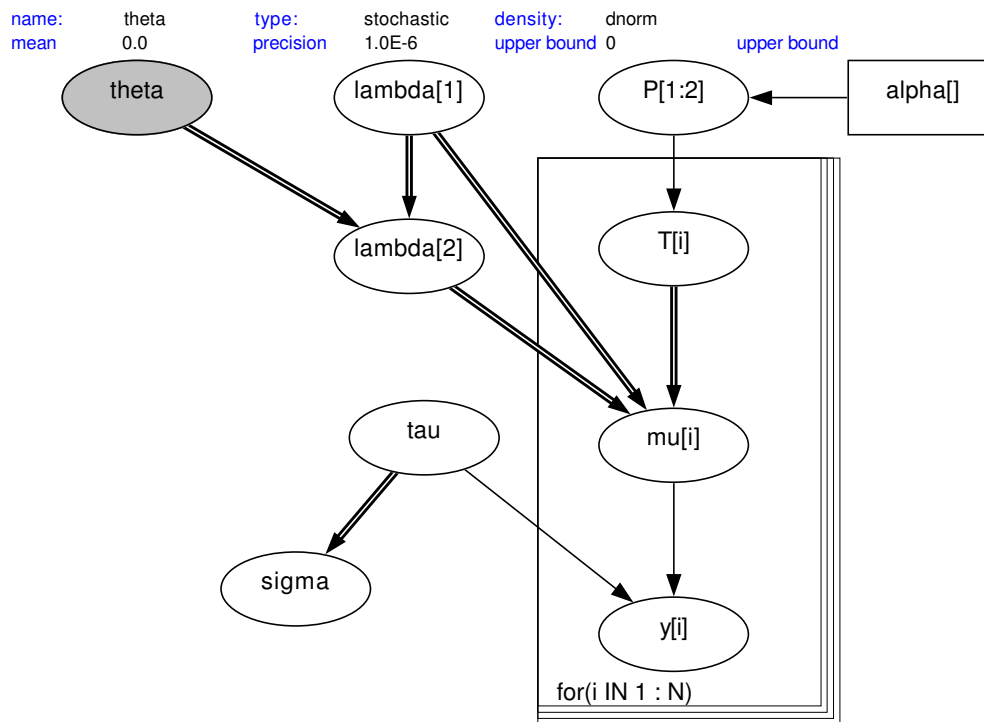 name: theta type: stochastic density: dnorm
mean 0.0 precision 1.0E-6 upper bound 0 upper bound
theta lambda[1] P[1:2] alpha[]
lambda[2] T[i]
tau mu[i]
sigma
y[i]
for(i IN 1 : N)